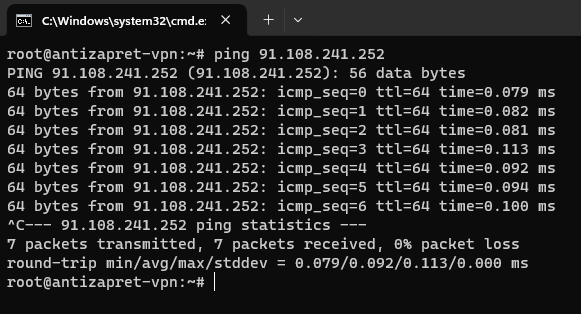 C:\Windows\system32\cmd.e
root@antizapret-vpn:~# ping 91.108.241.252
PING 91.108.241.252 (91.108.241.252): 56 data bytes
64 bytes from 91.108.241.252: icmp_seq=0 ttl=64 time=0.079 ms
64 bytes from 91.108.241.252: icmp_seq=1 ttl=64 time=0.082 ms
64 bytes from 91.108.241.252: icmp_seq=2 ttl=64 time=0.081 ms
64 bytes from 91.108.241.252: icmp_seq=3 ttl=64 time=0.113 ms
64 bytes from 91.108.241.252: icmp_seq=4 ttl=64 time=0.092 ms
64 bytes from 91.108.241.252: icmp_seq=5 ttl=64 time=0.094 ms
64 bytes from 91.108.241.252: icmp_seq=6 ttl=64 time=0.100 ms
^C--- 91.108.241.252 ping statistics ---
7 packets transmitted, 7 packets received, 0% packet loss
round-trip min/avg/max/stddev = 0.079/0.092/0.113/0.000 ms
root@antizapret-vpn:~#